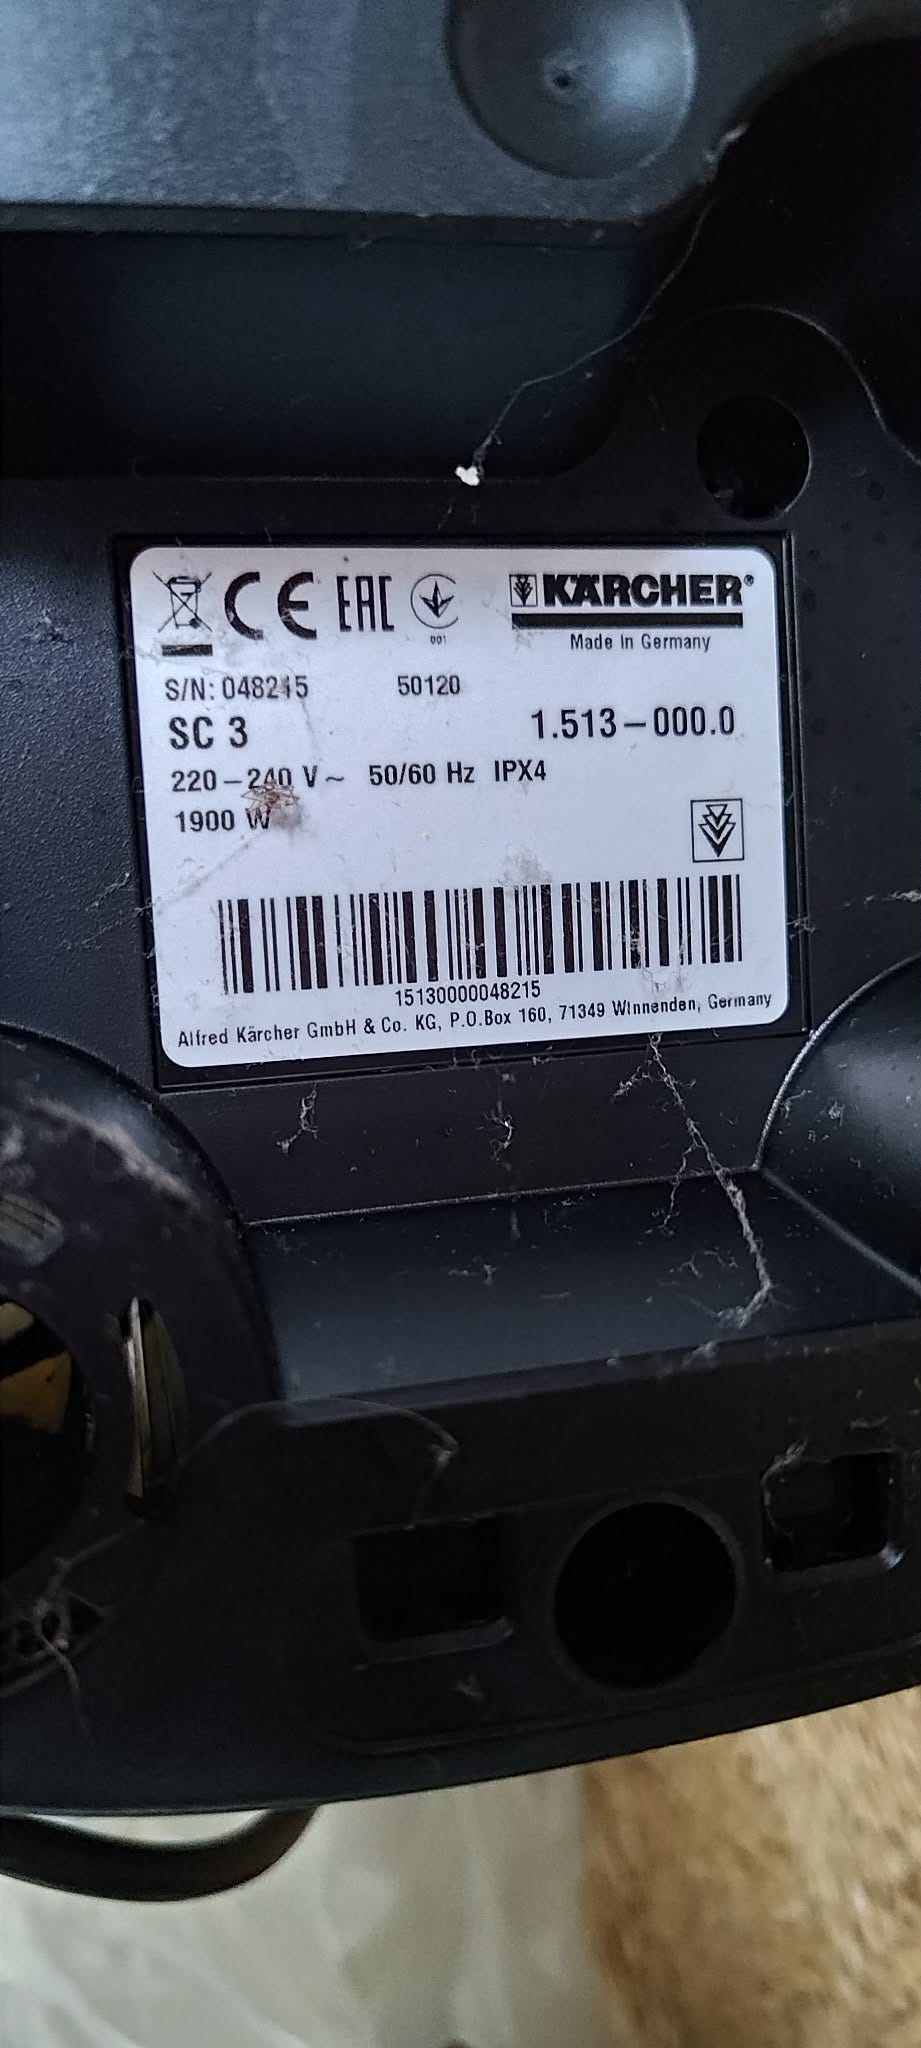 CE EAC
001
KÄRCHER®
Made in Germany
S/N: 048215 50120
SC 3 1.513-000.0
220-240 V~ 50/60 Hz IPX4
1900 W
15130000048215
Alfred Kärcher GmbH & Co. KG, P.O.Box 160, 71349 Winnenden, Germany